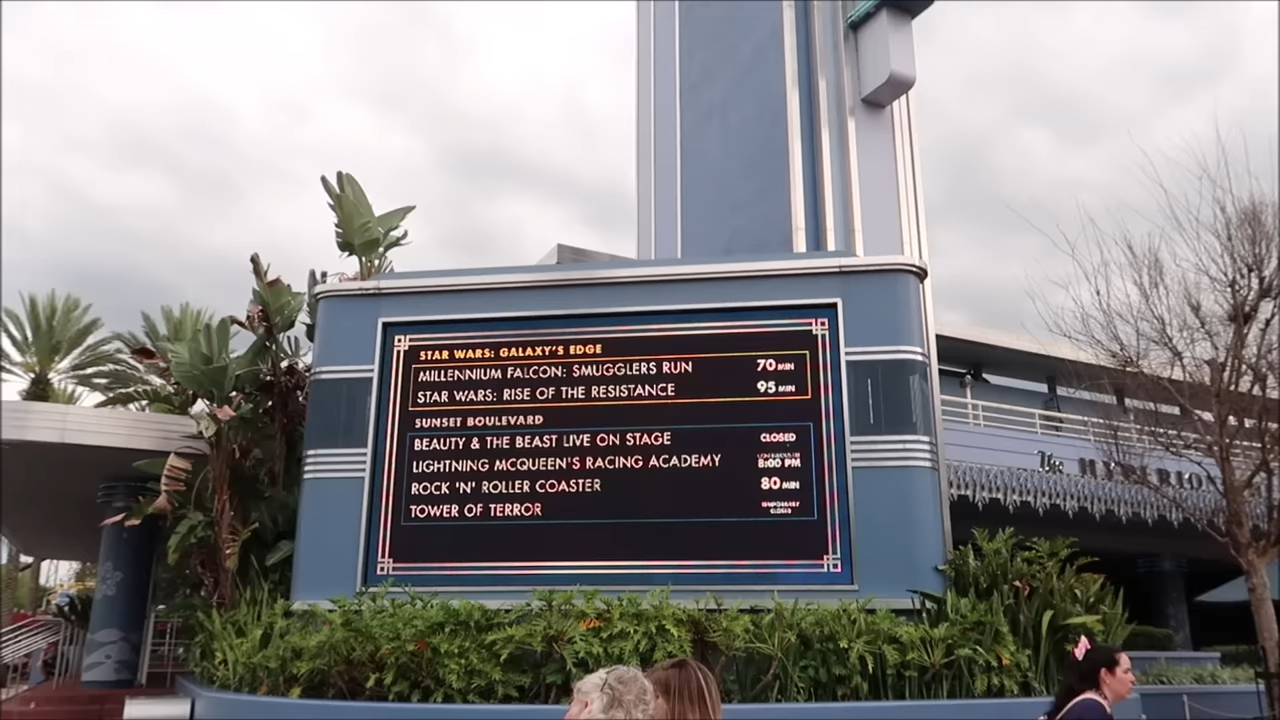 STAR WARS: GALAXY'S EDGE
MILLENNIUM FALCON: SMUGGLERS RUN 70 MIN
STAR WARS: RISE OF THE RESISTANCE 95 MIN
SUNSET BOULEVARD
BEAUTY & THE BEAST LIVE ON STAGE CLOSED
LIGHTNING MCQUEEN'S RACING ACADEMY 8:00 PM
ROCK 'N' ROLLER COASTER 80 MIN
TOWER OF TERROR TEMPORARILY
CLOSED
The HYPERION